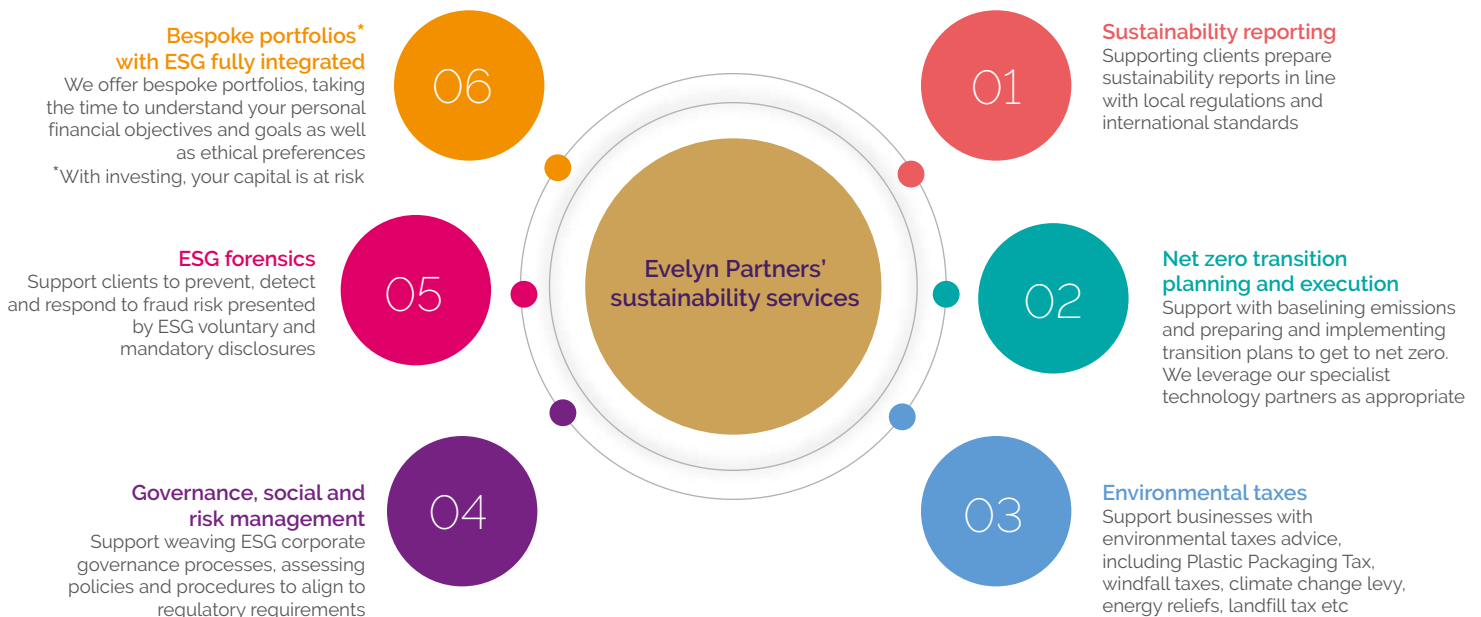 Evelyn Partners'
sustainability services
01
Sustainability reporting
Supporting clients prepare
sustainability reports in line
with local regulations and
international standards
02
Net zero transition
planning and execution
Support with baselining emissions
and preparing and implementing
transition plans to get to net zero.
We leverage our specialist
technology partners as appropriate
03
Environmental taxes
Support businesses with
environmental taxes advice,
including Plastic Packaging Tax,
windfall taxes, climate change levy,
energy reliefs, landfill tax etc
04
Governance, social and
risk management
Support weaving ESG corporate
governance processes, assessing
policies and procedures to align to
regulatory requirements
05
ESG forensics
Support clients to prevent, detect
and respond to fraud risk presented
by ESG voluntary and
mandatory disclosures
06
Bespoke portfolios*
with ESG fully integrated
We offer bespoke portfolios, taking
the time to understand your personal
financial objectives and goals as well
as ethical preferences
*With investing, your capital is at risk